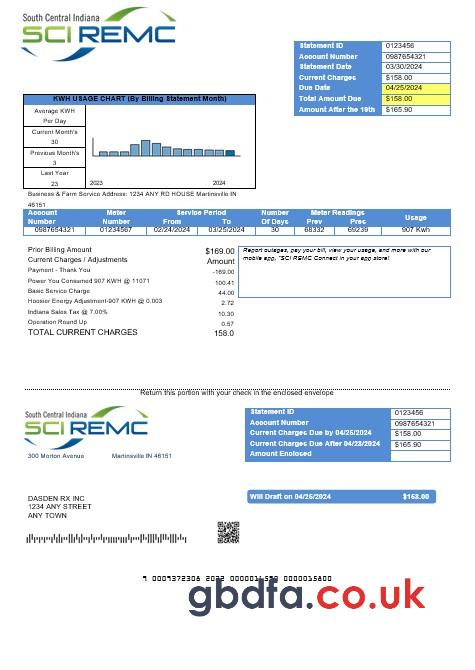 South Central Indiana
SCI REMC
Statement ID 0123456
Account Number 0987654321
Statement Date 03/30/2024
Current Charges $158.00
Due Date 04/25/2024
Total Amount Due $158.00
Amount After the 19th $165.90
KWH USAGE CHART (By Billing Statement Month)
Average KWH
Per Day
Current Month's
30
Previous Month's
3
Last Year
23
2023 2024
Business & Farm Service Address: 1234 ANY RD HOUSE Martinsville IN
46151
Account Number Meter Number Service Period From To Number Of Days Meter Readings Prev Pres Usage
0987654321 01234567 02/24/2024 03/25/2024 30 68332 69239 907 Kwh
Prior Billing Amount $169.00
Current Charges / Adjustments Amount
Payment - Thank You -169.00
Power You Consumed 907 KWH @ 11071 100.41
Basic Service Charge 44.00
Hoosier Energy Adjustment-907 KWH @ 0.003 2.72
Indiana Sales Tax @ 7.00% 10.30
Operation Round Up 0.57
TOTAL CURRENT CHARGES 158.0
Report outages, pay your bill, view your usage, and more with our
mobile app, "SCI REMC Connect in your app store!
Return this portion with your check in the enclosed envelope
South Central Indiana
SCI REMC
300 Morton Avenue Martinsville IN 46151
Statement ID 0123456
Account Number 0987654321
Current Charges Due by 04/25/2024 $158.00
Current Charges Due After 04/23/2024 $165.90
Amount Enclosed
Will Draft on 04/25/2024 $158.00
DASDEN RX INC
1234 ANY STREET
ANY TOWN
gbdfa.co.uk